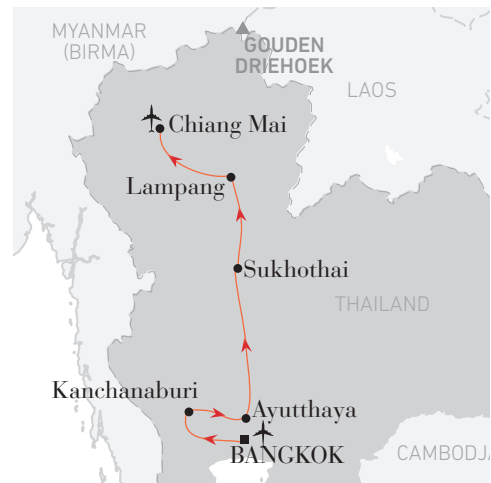 MYANMAR
(BIRMA)
GOUDEN
DRIEHOEK
LAOS
Chiang Mai
Lampang
Sukhothai
THAILAND
Kanchanaburi
Ayutthaya
BANGKOK
CAMBODJA